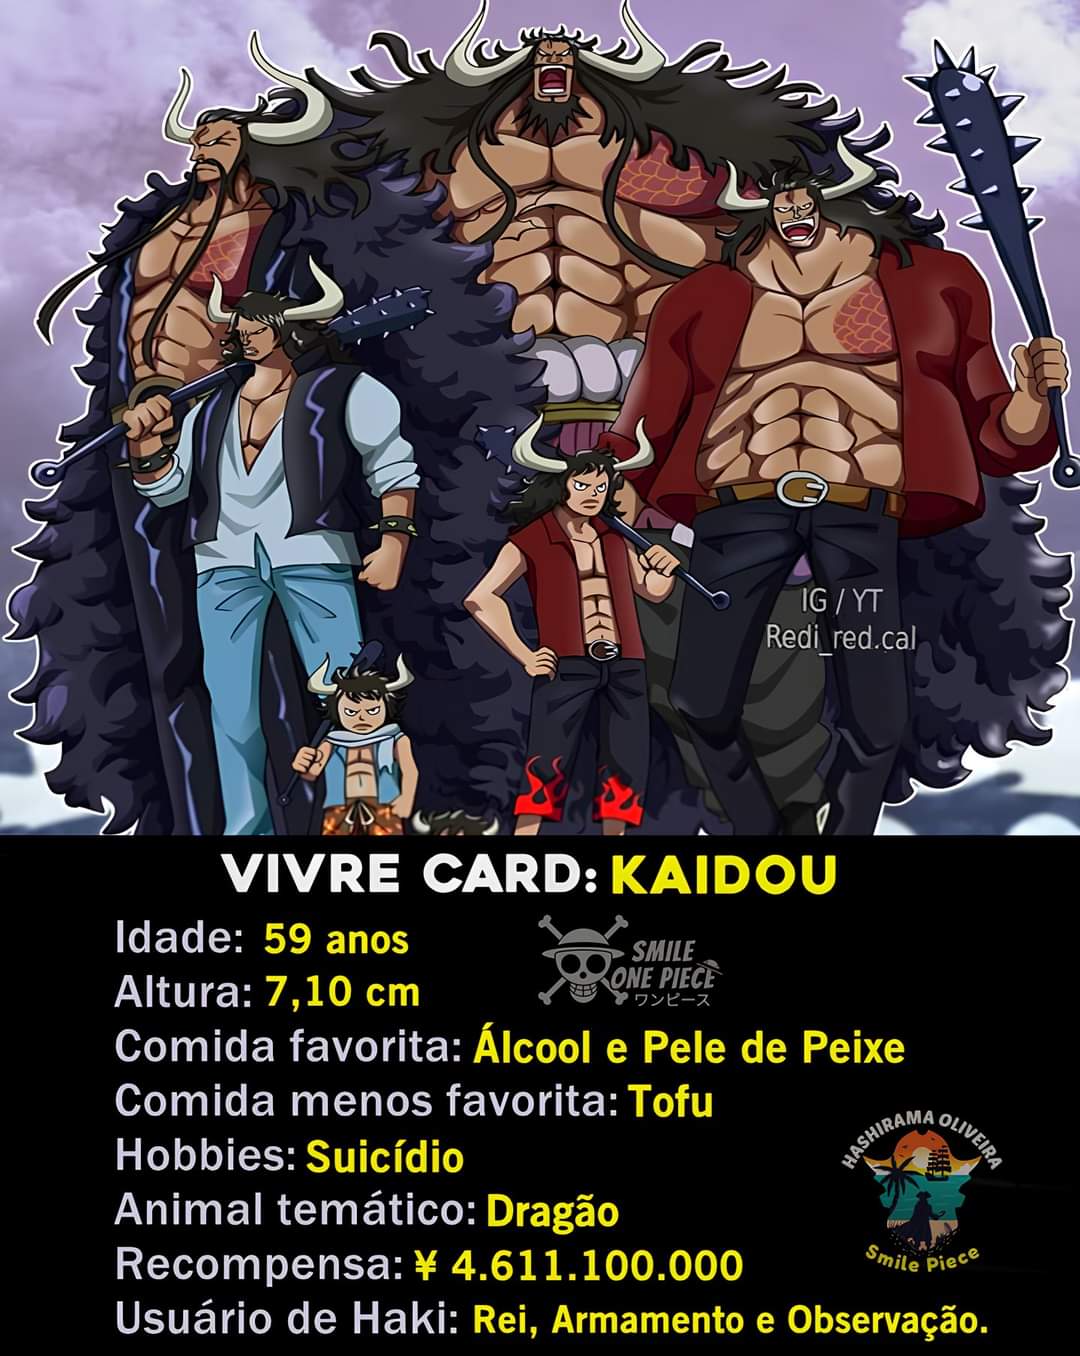 IG / YT
Redi_red.cal
VIVRE CARD: KAIDOU
Idade: 59 anos
SMILE
ONE PIECE
ワンピース
Altura: 7,10 cm
Comida favorita: Álcool e Pele de Peixe
Comida menos favorita: Tofu
Hobbies: Suicídio
HASHIRAMA OLIVEIRA
Animal temático: Dragão
Recompensa: ¥ 4.611.100.000
Smile Piece
Usuário de Haki: Rei, Armamento e Observação.